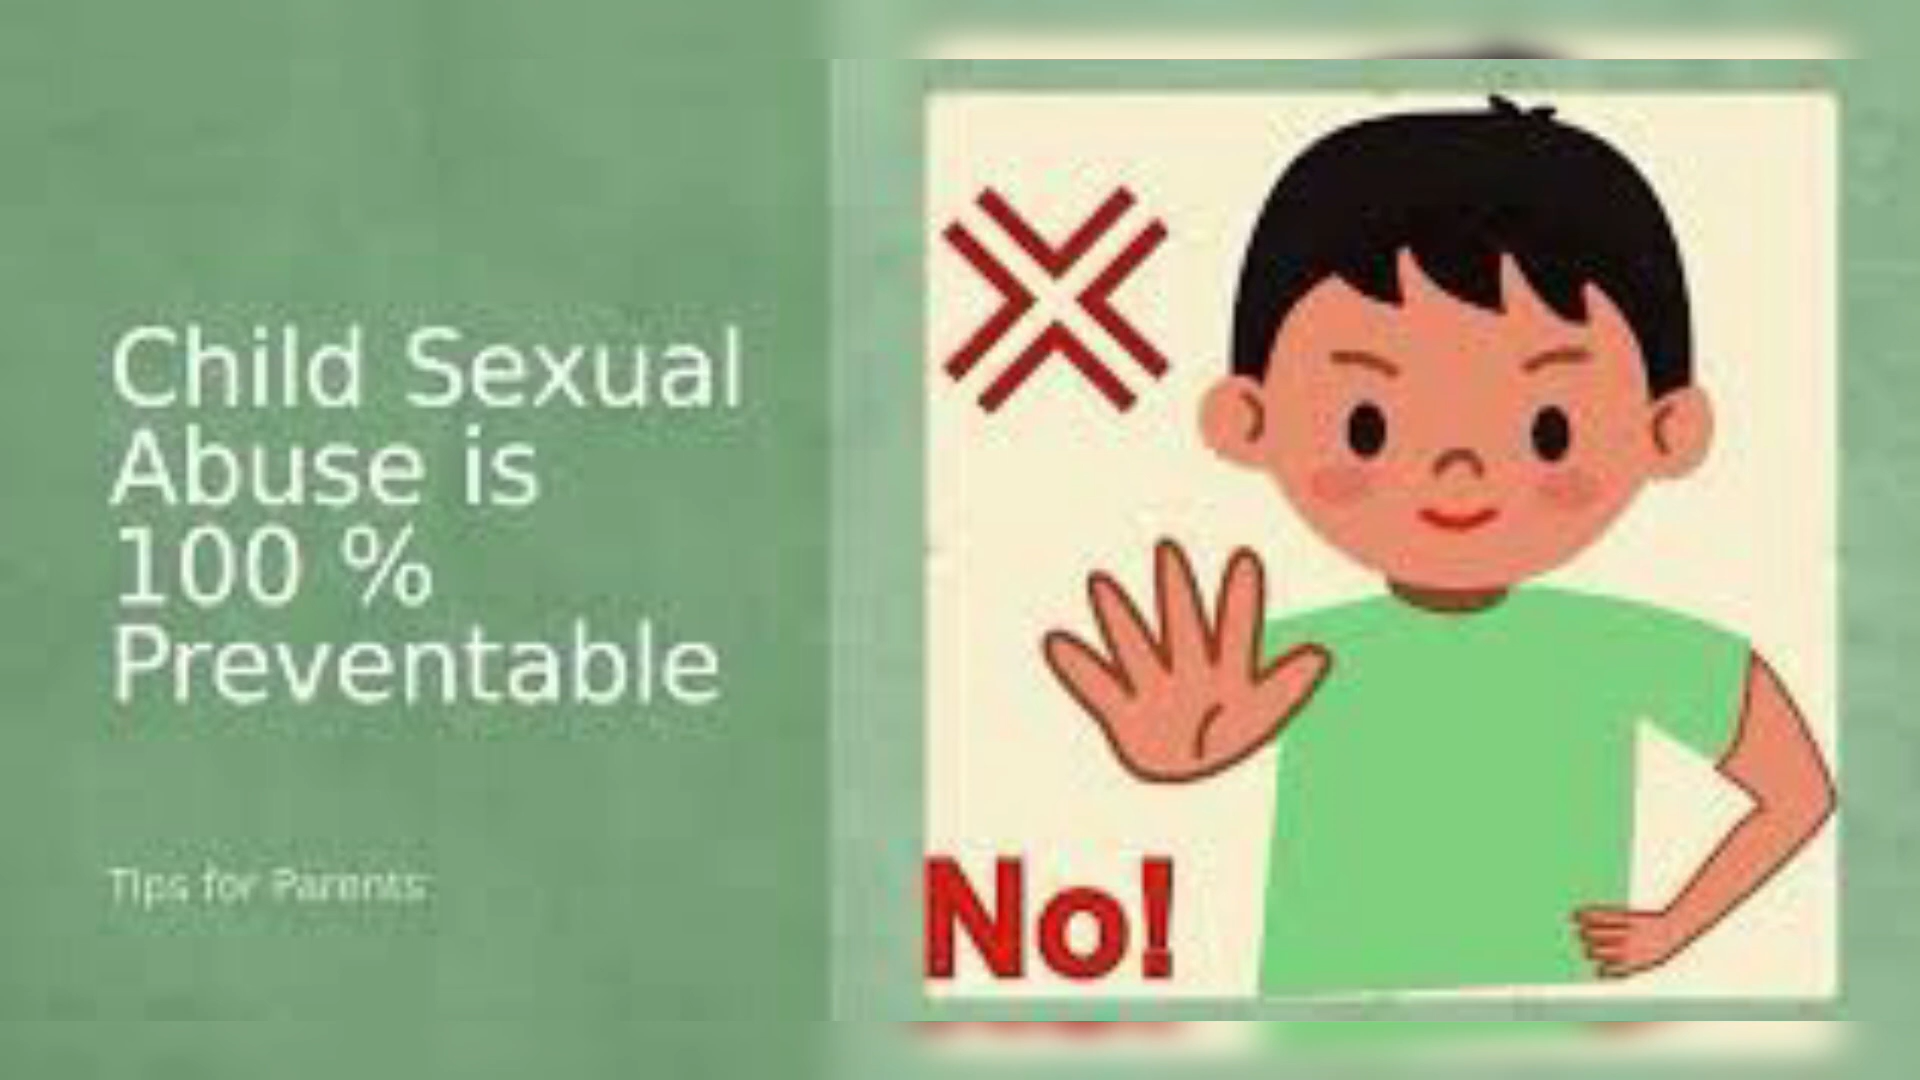 Child Sexual
Abuse is
100 %
Preventable
Tips for Parents
No!